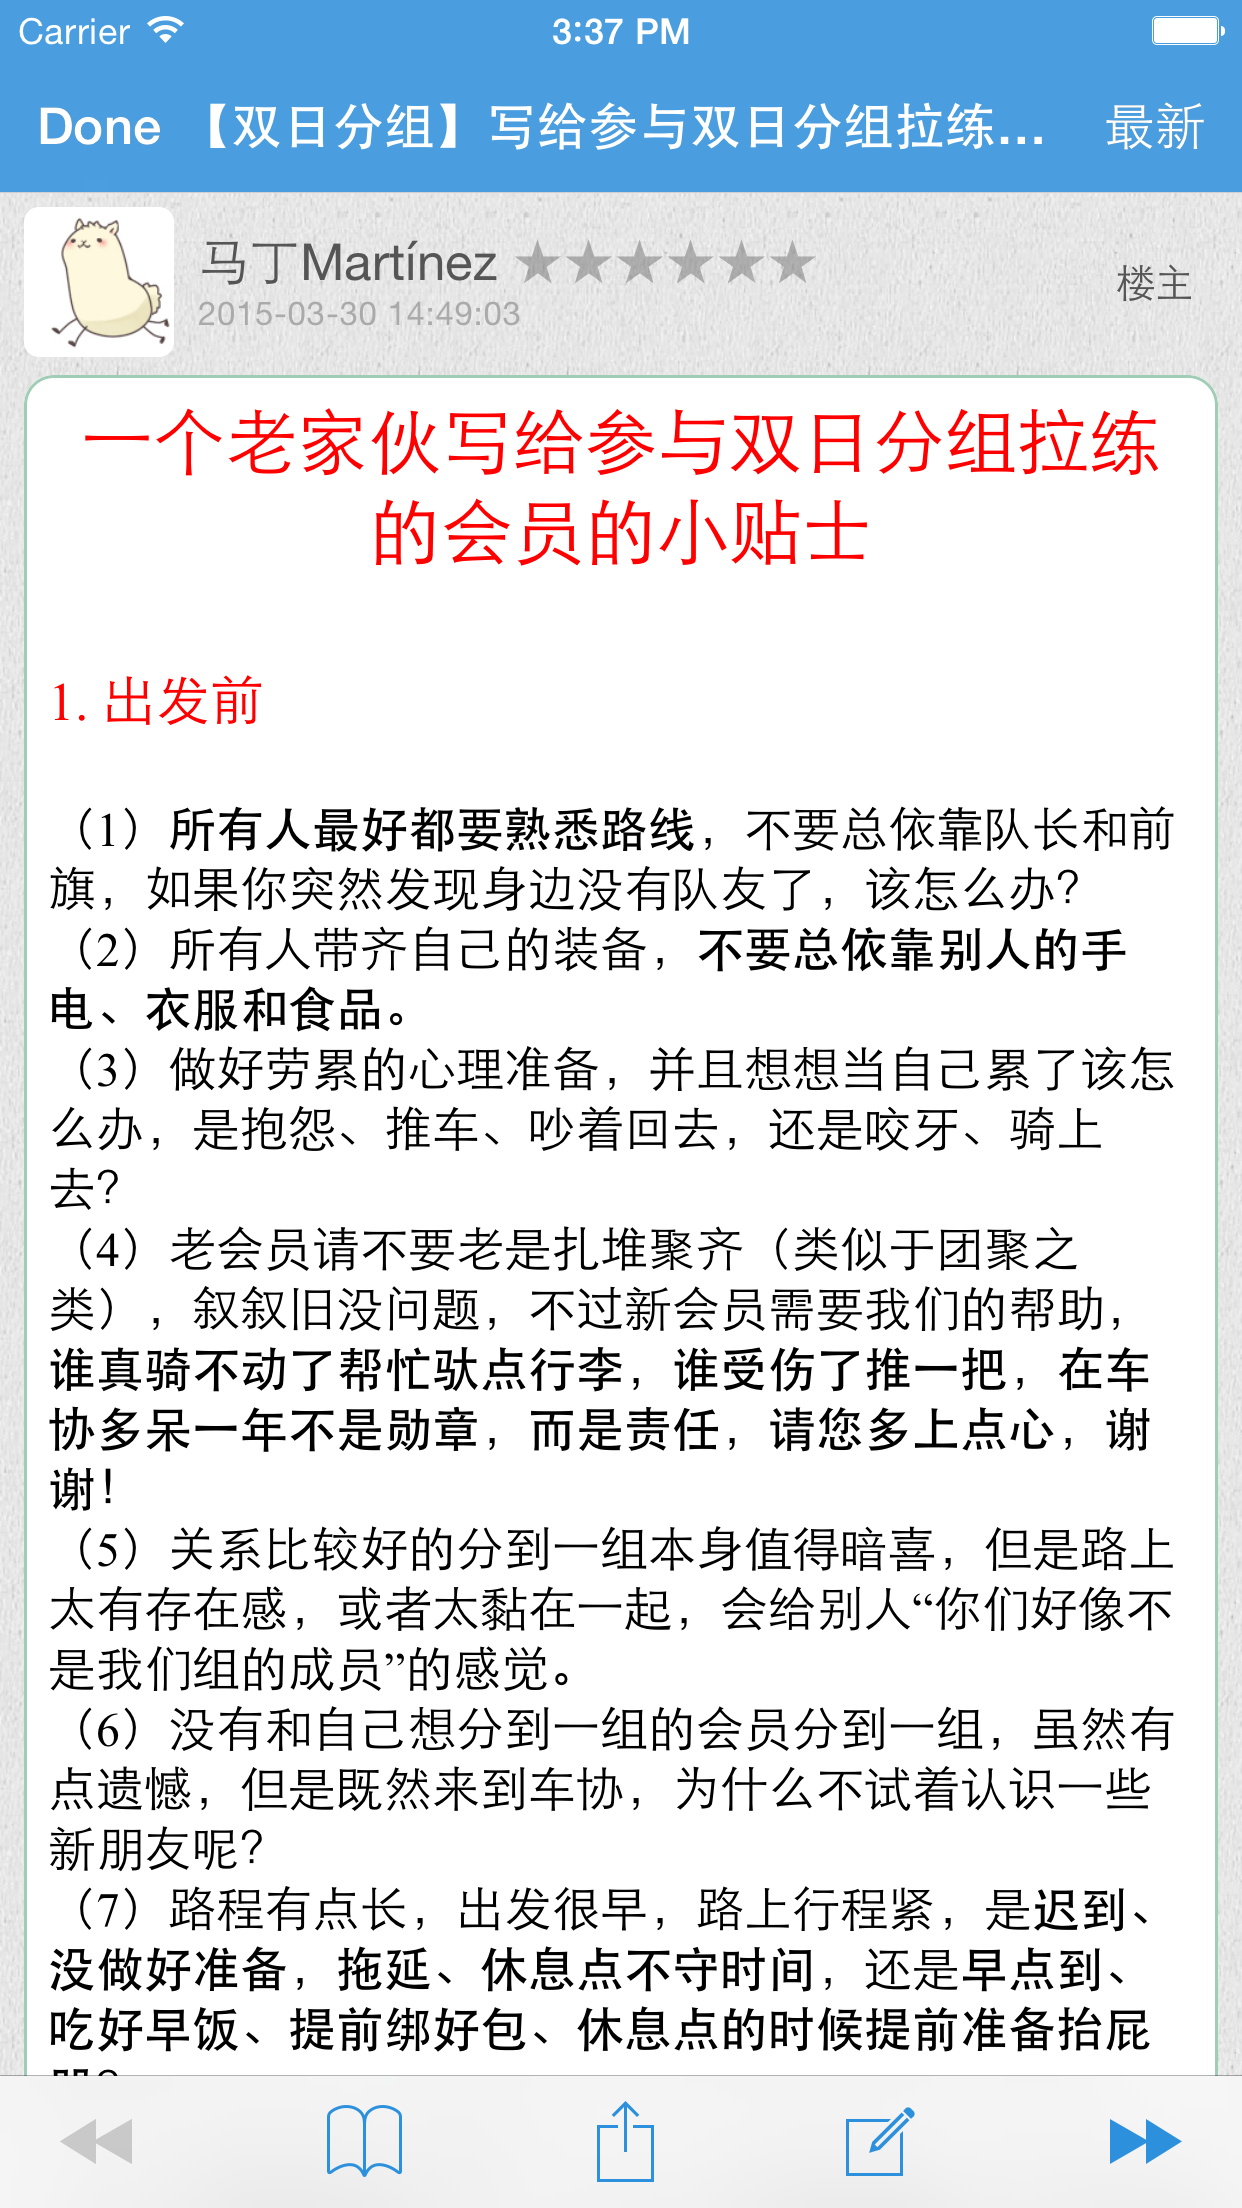 Carrier 3:37 PM
Done 【双日分组】写给参与双日分组拉练... 最新
马丁Martínez ★★★★★★
2015-03-30 14:49:03
楼主
一个老家伙写给参与双日分组拉练
的会员的小贴士
1. 出发前
（1）所有人最好都要熟悉路线，不要总依靠队长和前
旗，如果你突然发现身边没有队友了，该怎么办？
（2）所有人带齐自己的装备，不要总依靠别人的手
电、衣服和食品。
（3）做好劳累的心理准备，并且想想当自己累了该怎
么办，是抱怨、推车、吵着回去，还是咬牙、骑上
去？
（4）老会员请不要老是扎堆聚齐（类似于团聚之
类），叙叙旧没问题，不过新会员需要我们的帮助，
谁真骑不动了帮忙驮点行李，谁受伤了推一把，在车
协多呆一年不是勋章，而是责任，请您多上点心，谢
谢！
（5）关系比较好的分到一组本身值得暗喜，但是路上
太有存在感，或者太黏在一起，会给别人“你们好像不
是我们组的成员”的感觉。
（6）没有和自己想分到一组的会员分到一组，虽然有
点遗憾，但是既然来到车协，为什么不试着认识一些
新朋友呢？
（7）路程有点长，出发很早，路上行程紧，是迟到、
没做好准备，拖延、休息点不守时间，还是早点到、
吃好早饭、提前绑好包、休息点的时候提前准备抬屁